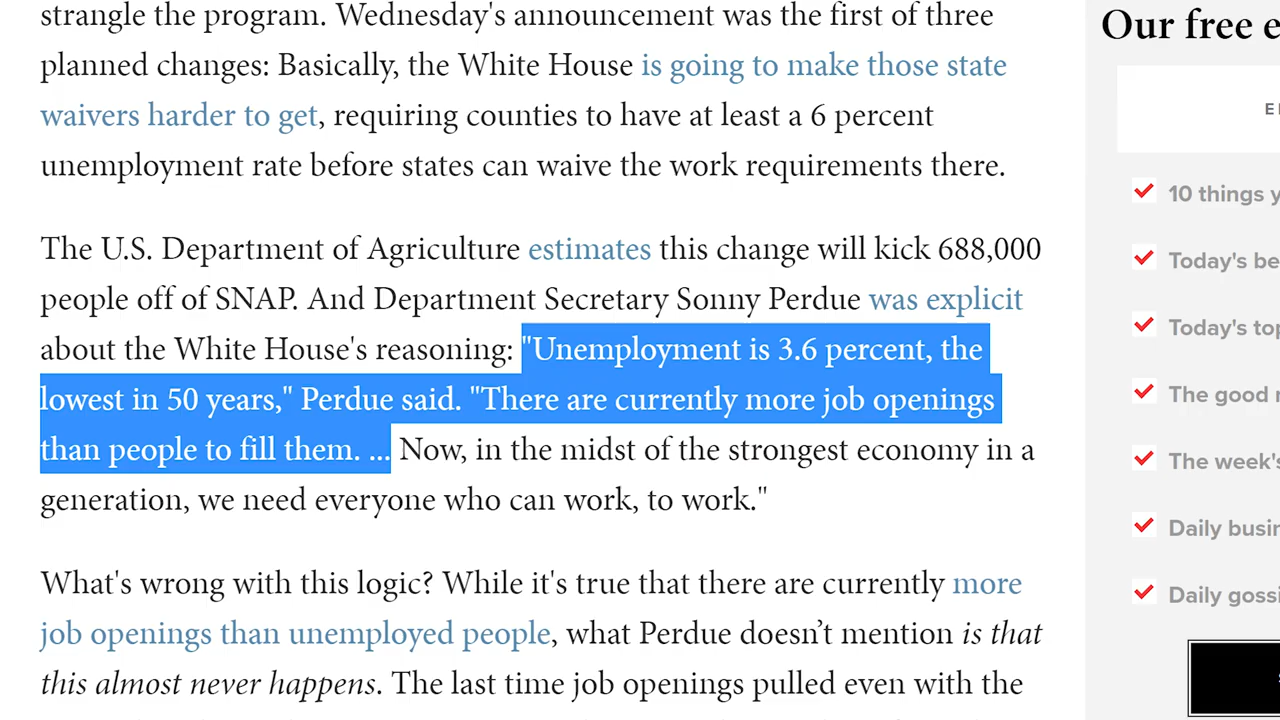 strangle the program. Wednesday's announcement was the first of three
planned changes: Basically, the White House is going to make those state
waivers harder to get, requiring counties to have at least a 6 percent
unemployment rate before states can waive the work requirements there.
The U.S. Department of Agriculture estimates this change will kick 688,000
people off of SNAP. And Department Secretary Sonny Perdue was explicit
about the White House's reasoning: "Unemployment is 3.6 percent, the
lowest in 50 years," Perdue said. "There are currently more job openings
than people to fill them. ... Now, in the midst of the strongest economy in a
generation, we need everyone who can work, to work."
What's wrong with this logic? While it's true that there are currently more
job openings than unemployed people, what Perdue doesn’t mention is that
this almost never happens. The last time job openings pulled even with the
Our free
10 things
Today's
Today's
The good
The week's
Daily
Daily